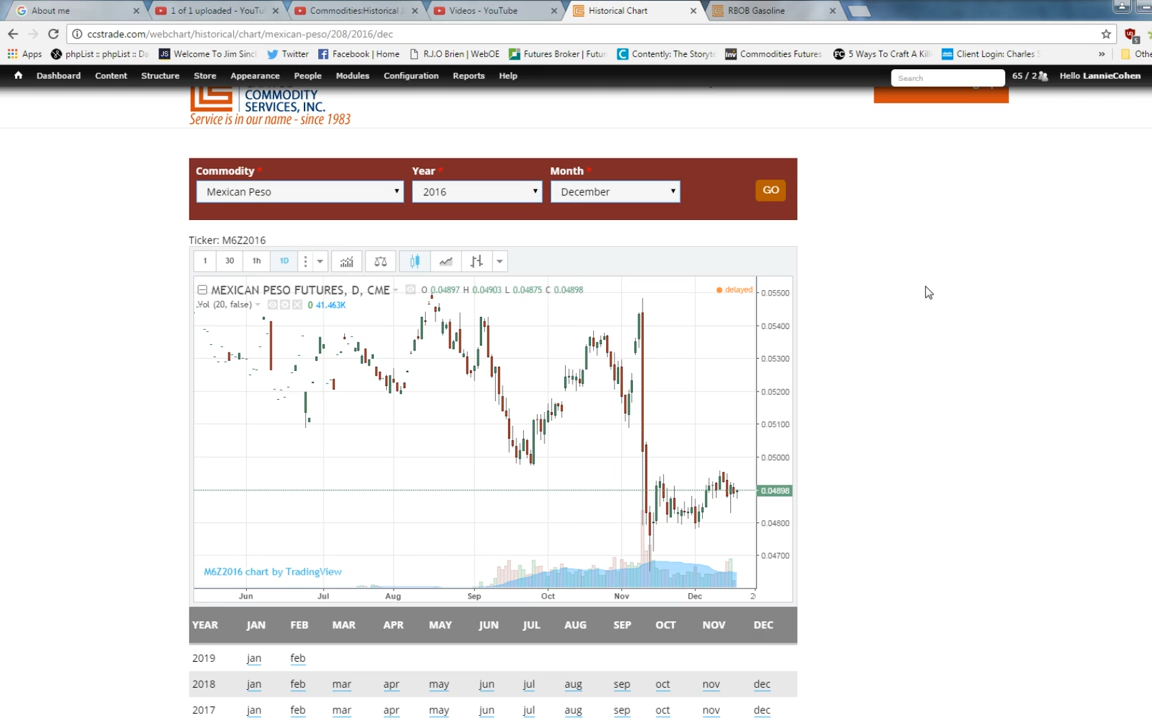 About me
1 of 1 uploaded - YouTu
Commodities:Historical
Videos - YouTube
Historical Chart
RBOB Gasoline
ccstrade.com/webchart/historical/chart/mexican-peso/208/2016/dec
Apps
phpList :: phpList :: D
Welcome To Jim Sincl
Twitter
Facebook | Home
R.J.O Brien | WebOE
Futures Broker | Futu
Contently: The Storyt
Commodities Futures
5 Ways To Craft A Kill
Client Login: Charles S
»
Othe
Dashboard
Content
Structure
Store
Appearance
People
Modules
Configuration
Reports
Help
Search
65 / 2
Hello LannieCohen
COMMODITY
SERVICES, INC.
Service is in our name - since 1983
Commodity *
Year *
Month *
Mexican Peso
2016
December
GO
Ticker: M6Z2016
1
30
1h
1D
MEXICAN PESO FUTURES, D, CME
O 0.04897 H 0.04903 L 0.04875 C 0.04898
delayed
Vol (20, false)
0 41.463K
0.05500
0.05400
0.05300
0.05200
0.05100
0.05000
0.04898
0.04800
0.04700
M6Z2016 chart by TradingView
Jun
Jul
Aug
Sep
Oct
Nov
Dec
2
YEAR JAN FEB MAR APR MAY JUN JUL AUG SEP OCT NOV DEC
2019 jan feb
2018 jan feb mar apr may jun jul aug sep oct nov dec
2017 jan feb mar apr may jun jul aug sep oct nov dec